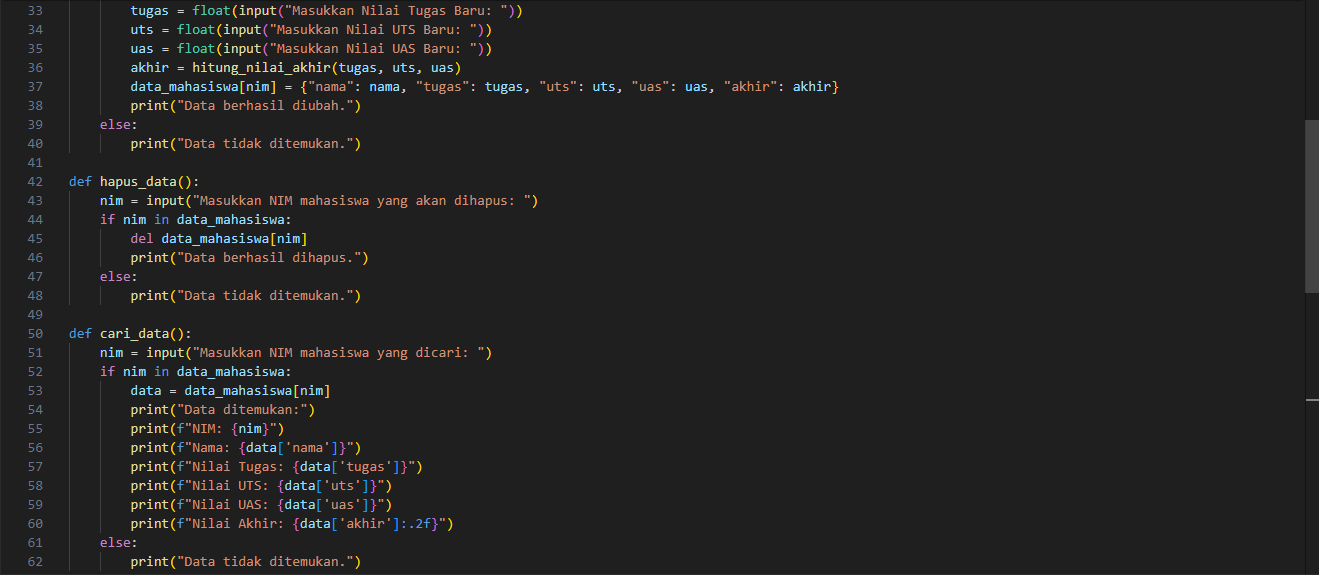 33 tugas = float(input("Masukkan Nilai Tugas Baru: "))
34 uts = float(input("Masukkan Nilai UTS Baru: "))
35 uas = float(input("Masukkan Nilai UAS Baru: "))
36 akhir = hitung_nilai_akhir(tugas, uts, uas)
37 data_mahasiswa[nim] = {"nama": nama, "tugas": tugas, "uts": uts, "uas": uas, "akhir": akhir}
38 print("Data berhasil diubah.")
39 else:
40 print("Data tidak ditemukan.")
41
42 def hapus_data():
43 nim = input("Masukkan NIM mahasiswa yang akan dihapus: ")
44 if nim in data_mahasiswa:
45 del data_mahasiswa[nim]
46 print("Data berhasil dihapus.")
47 else:
48 print("Data tidak ditemukan.")
49
50 def cari_data():
51 nim = input("Masukkan NIM mahasiswa yang dicari: ")
52 if nim in data_mahasiswa:
53 data = data_mahasiswa[nim]
54 print("Data ditemukan:")
55 print(f"NIM: {nim}")
56 print(f"Nama: {data['nama']}")
57 print(f"Nilai Tugas: {data['tugas']}")
58 print(f"Nilai UTS: {data['uts']}")
59 print(f"Nilai UAS: {data['uas']}")
60 print(f"Nilai Akhir: {data['akhir']:.2f}")
61 else:
62 print("Data tidak ditemukan.")